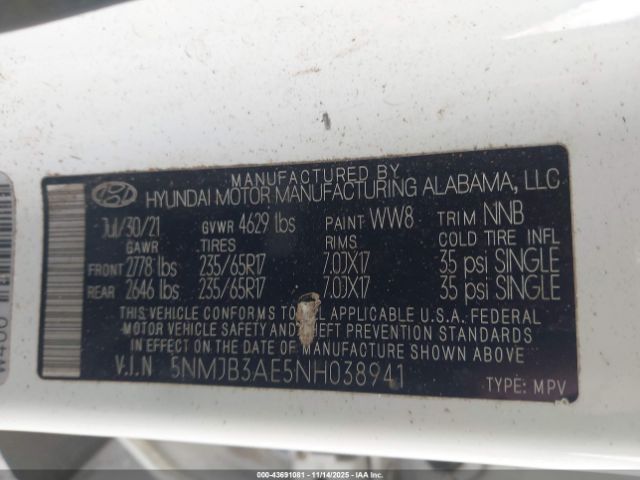 MANUFACTURED BY
HYUNDAI MOTOR MANUFACTURING ALABAMA, LLC
Jul/30/21 GVWR 4629 lbs PAINT WW8 TRIM NNB
GAWR TIRES RIMS COLD TIRE INFL
FRONT 2778 lbs 235/65R17 7.0JX17 35 psi SINGLE
REAR 2646 lbs 235/65R17 7.0JX17 35 psi SINGLE
THIS VEHICLE CONFORMS TO ALL APPLICABLE U.S.A. FEDERAL
MOTOR VEHICLE SAFETY AND THEFT PREVENTION STANDARDS
IN EFFECT ON THE DATE OF MANUFACTURE SHOWN ABOVE.
V.I.N 5NMJB3AE5NH038941
TYPE: MPV
000-43691081 - 11/14/2025 - 17366